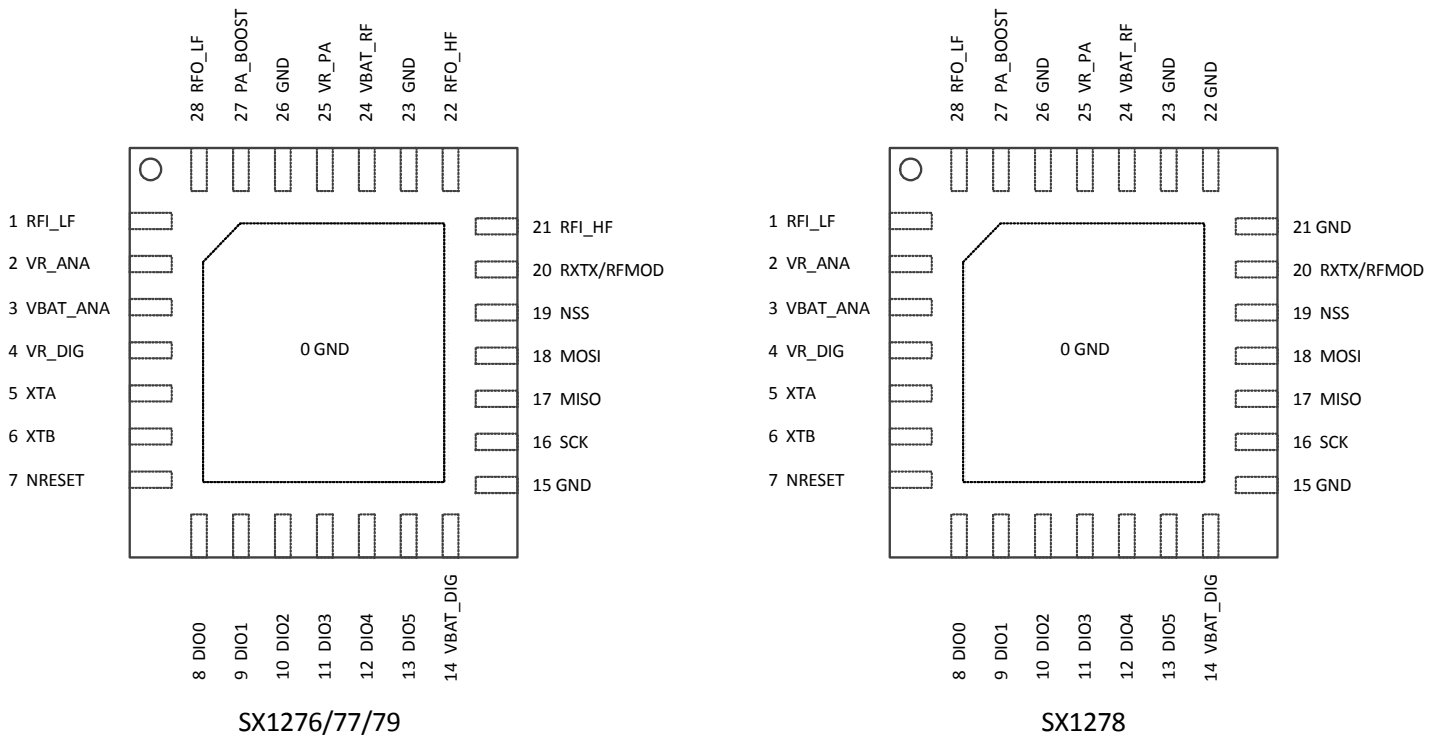 28 RFO_LF
27 PA_BOOST
26 GND
25 VR_PA
24 VBAT_RF
23 GND
22 RFO_HF
1 RFI_LF
2 VR_ANA
3 VBAT_ANA
4 VR_DIG
5 XTA
6 XTB
7 NRESET
0 GND
21 RFI_HF
20 RXTX/RFMOD
19 NSS
18 MOSI
17 MISO
16 SCK
15 GND
8 DIO0
9 DIO1
10 DIO2
11 DIO3
12 DIO4
13 DIO5
14 VBAT_DIG
SX1276/77/79
28 RFO_LF
27 PA_BOOST
26 GND
25 VR_PA
24 VBAT_RF
23 GND
22 GND
1 RFI_LF
2 VR_ANA
3 VBAT_ANA
4 VR_DIG
5 XTA
6 XTB
7 NRESET
0 GND
21 GND
20 RXTX/RFMOD
19 NSS
18 MOSI
17 MISO
16 SCK
15 GND
8 DIO0
9 DIO1
10 DIO2
11 DIO3
12 DIO4
13 DIO5
14 VBAT_DIG
SX1278